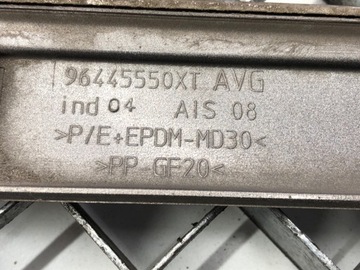 96445550XT AVG
ind 04 AIS 08
>P/E+EPDM-MD30<
>PP-GF20<